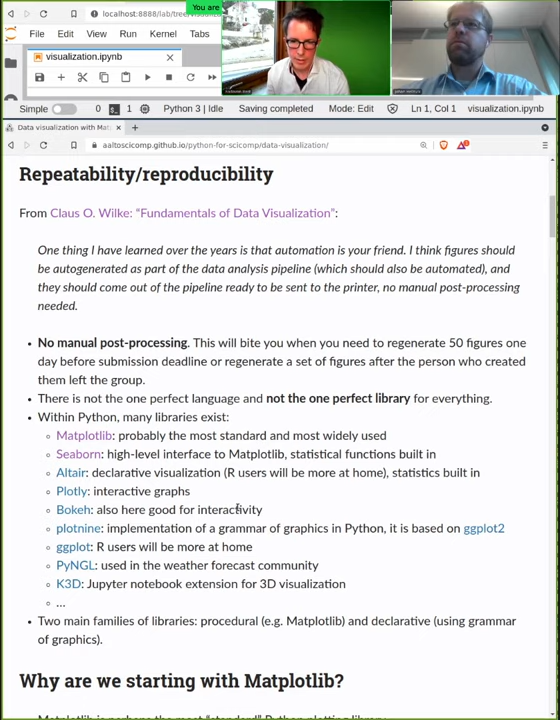 localhost:8888/lab/tree/visualiz
You are
File Edit View Run Kernel Tabs
visualization.ipynb
Simple 0 1 Python 3 | Idle Saving completed Mode: Edit Ln 1, Col 1 visualization.ipynb
Data visualization with Mat
aaltoscicomp.github.io/python-for-scicomp/data-visualization/
Repeatability/reproducibility
From Claus O. Wilke: “Fundamentals of Data Visualization”:
One thing I have learned over the years is that automation is your friend. I think figures should
be autogenerated as part of the data analysis pipeline (which should also be automated), and
they should come out of the pipeline ready to be sent to the printer, no manual post-processing
needed.
• No manual post-processing. This will bite you when you need to regenerate 50 figures one
day before submission deadline or regenerate a set of figures after the person who created
them left the group.
• There is not the one perfect language and not the one perfect library for everything.
• Within Python, many libraries exist:
Matplotlib: probably the most standard and most widely used
Seaborn: high-level interface to Matplotlib, statistical functions built in
Altair: declarative visualization (R users will be more at home), statistics built in
Plotly: interactive graphs
Bokeh: also here good for interactivity
plotnine: implementation of a grammar of graphics in Python, it is based on ggplot2
ggplot: R users will be more at home
PyNGL: used in the weather forecast community
K3D: Jupyter notebook extension for 3D visualization
...
• Two main families of libraries: procedural (e.g. Matplotlib) and declarative (using grammar
of graphics).
Why are we starting with Matplotlib?
Matplotlib is perhaps the most “standard” Python plotting library.